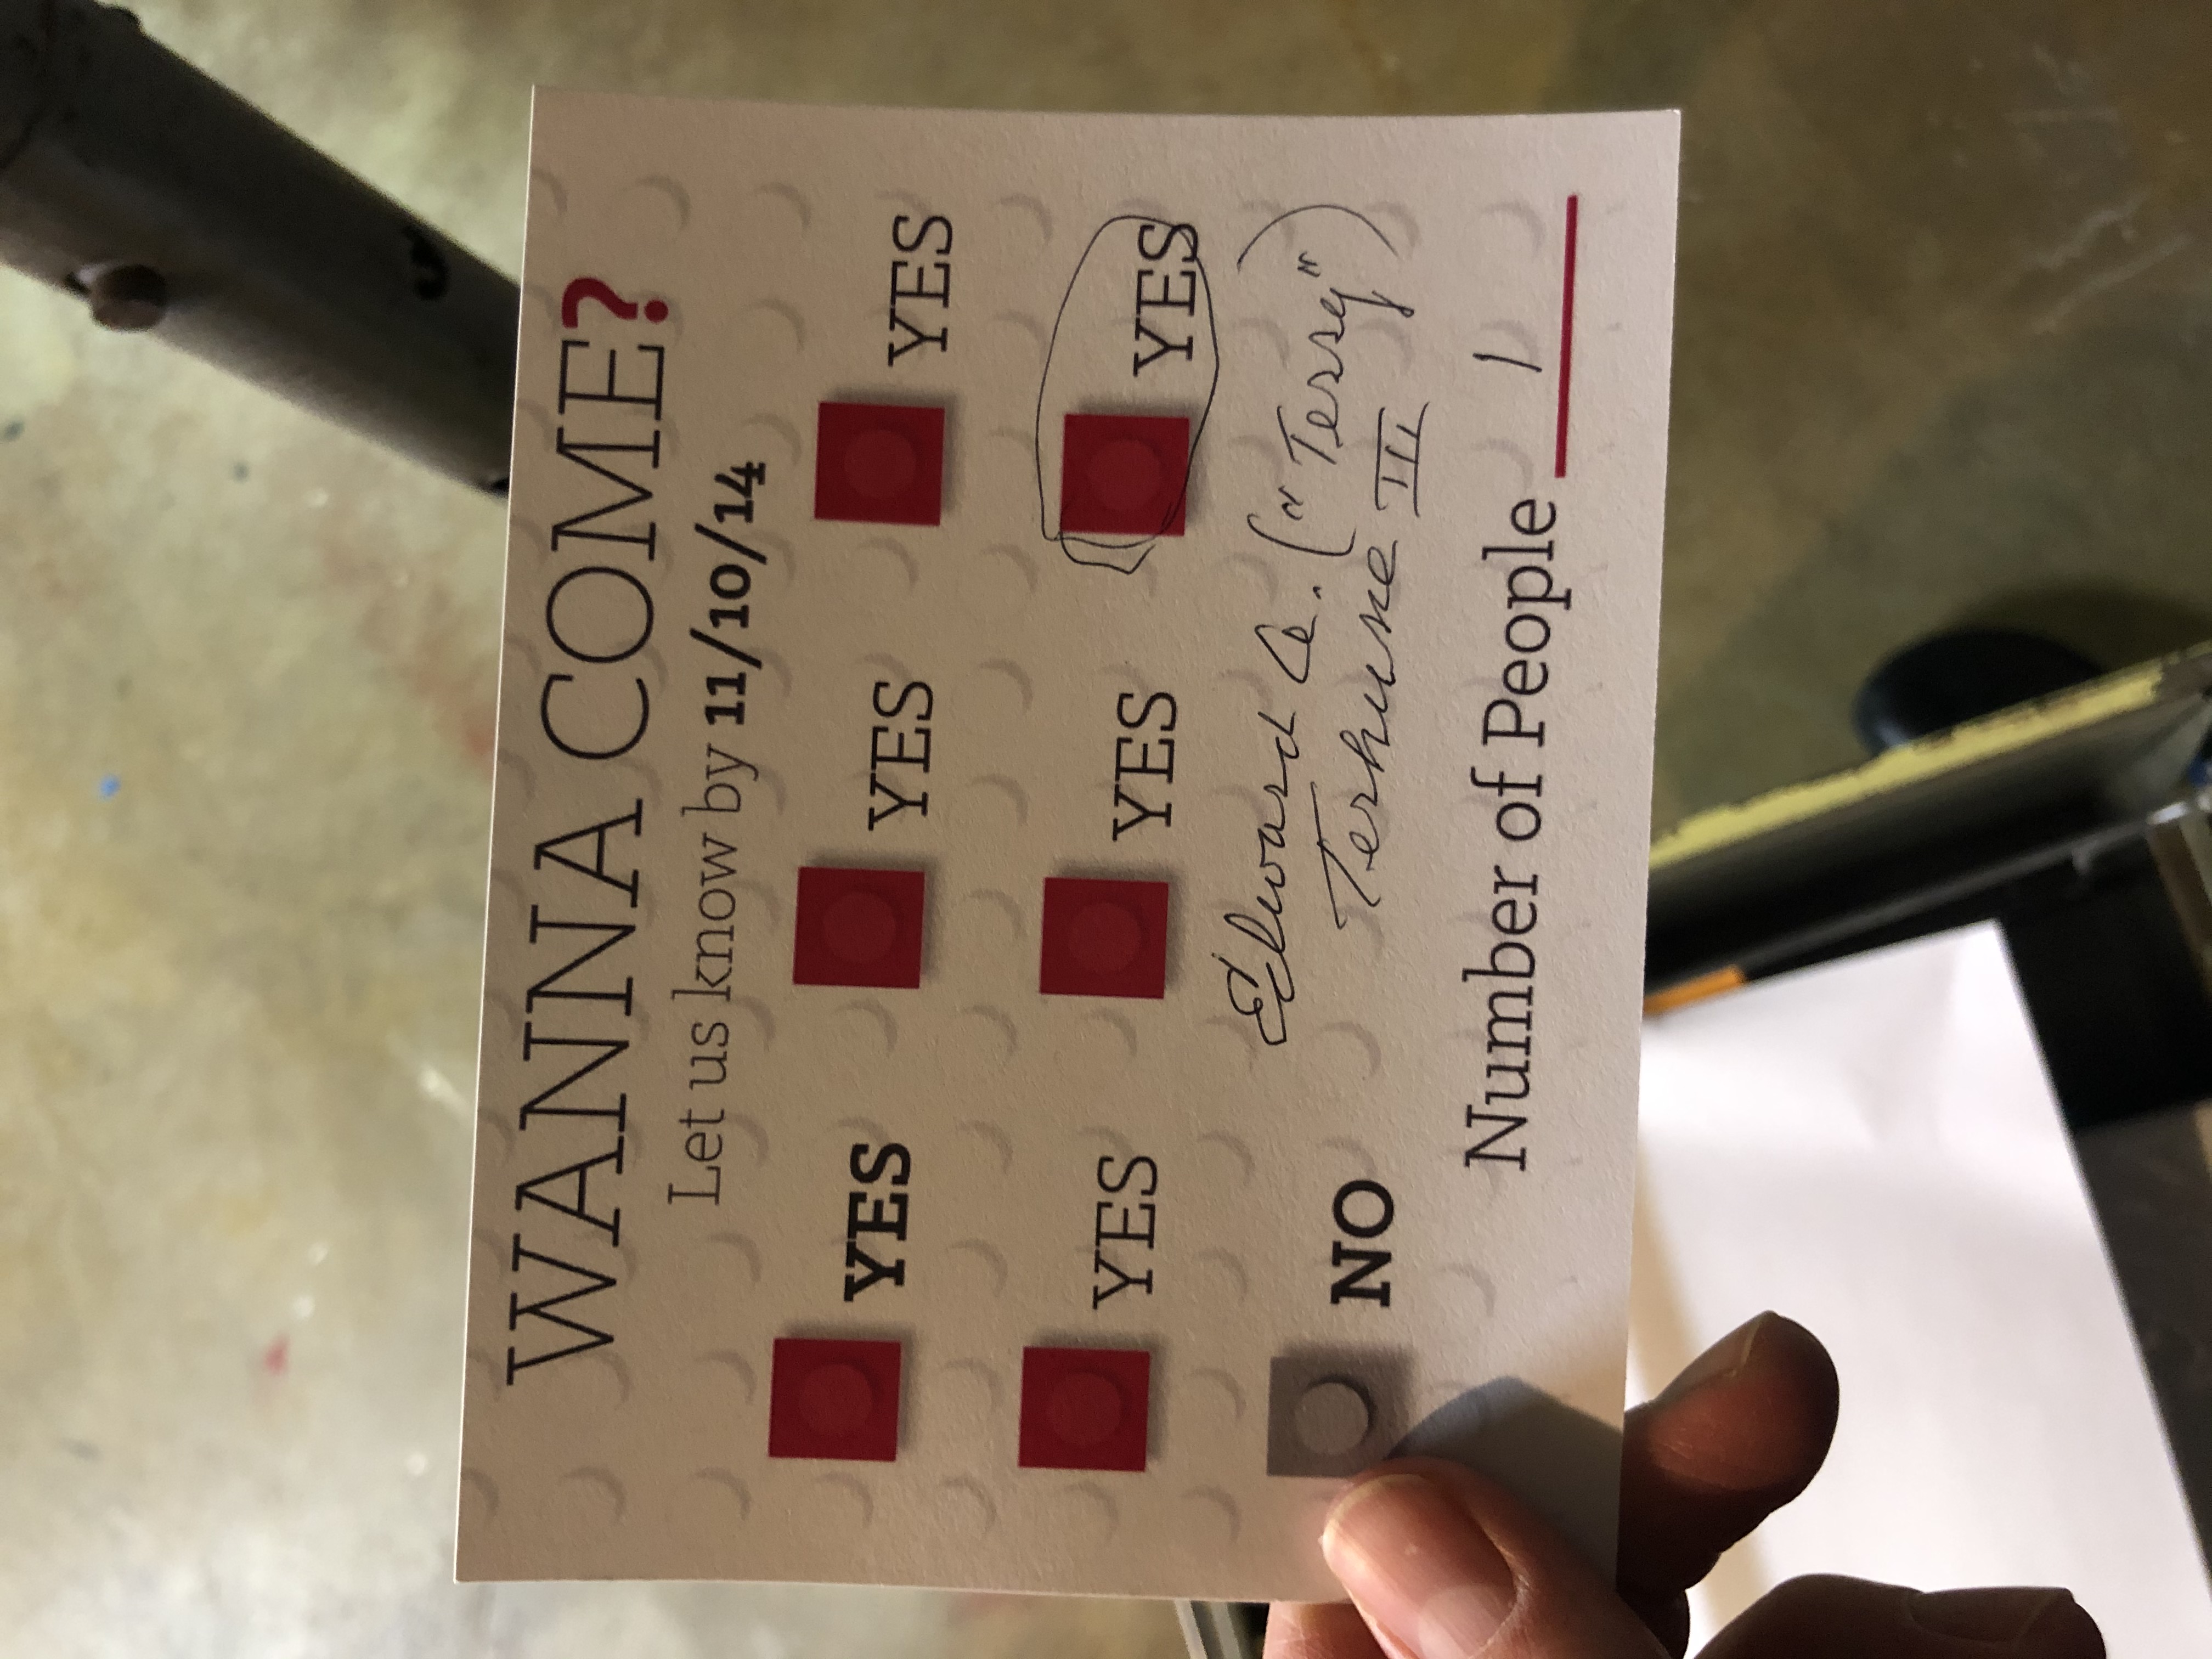 WANNA COME?
Let us know by 11/10/14
YES YES YES
YES YES YES
NO
Edward A. ("Terry")
Terhune III
Number of People 1